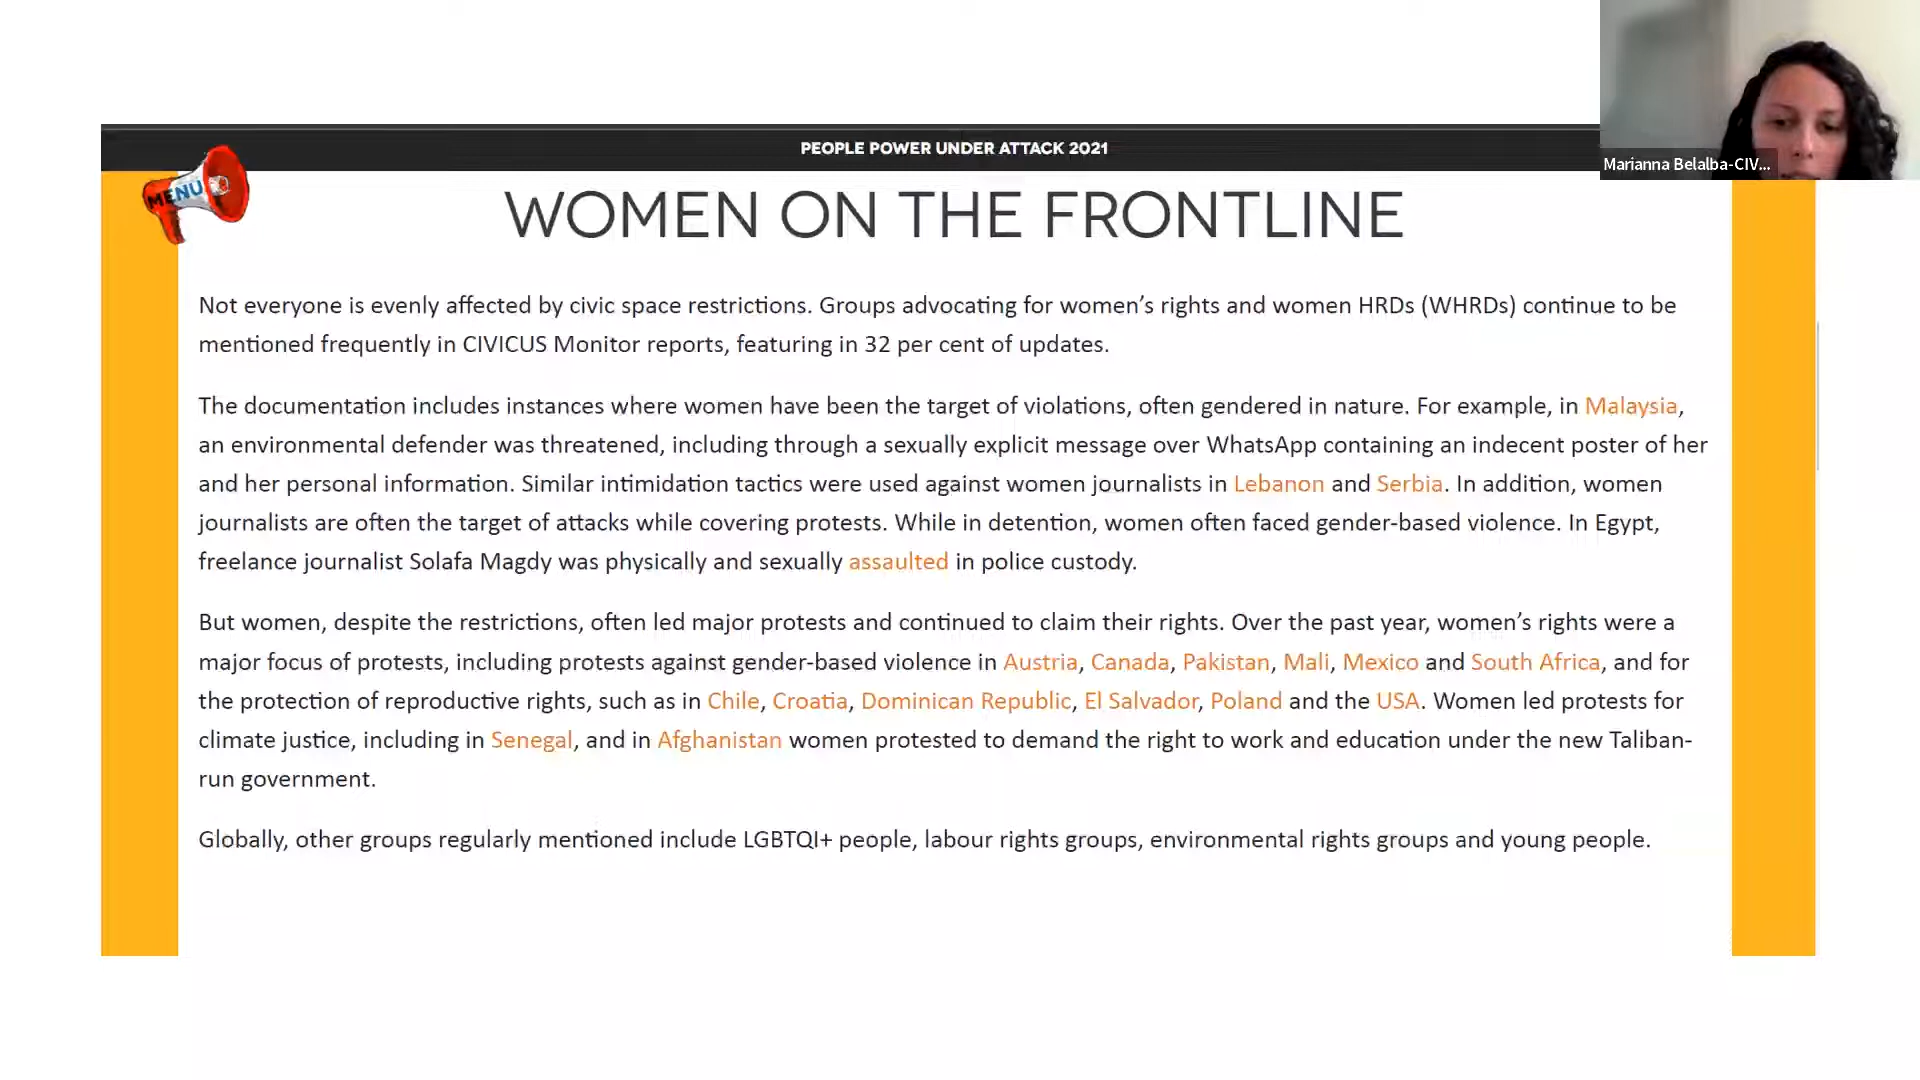 PEOPLE POWER UNDER ATTACK 2021
Marianna Belalba-CIV...
MENU
WOMEN ON THE FRONTLINE
Not everyone is evenly affected by civic space restrictions. Groups advocating for women’s rights and women HRDs (WHRDs) continue to be
mentioned frequently in CIVICUS Monitor reports, featuring in 32 per cent of updates.
The documentation includes instances where women have been the target of violations, often gendered in nature. For example, in Malaysia,
an environmental defender was threatened, including through a sexually explicit message over WhatsApp containing an indecent poster of her
and her personal information. Similar intimidation tactics were used against women journalists in Lebanon and Serbia. In addition, women
journalists are often the target of attacks while covering protests. While in detention, women often faced gender-based violence. In Egypt,
freelance journalist Solafa Magdy was physically and sexually assaulted in police custody.
But women, despite the restrictions, often led major protests and continued to claim their rights. Over the past year, women’s rights were a
major focus of protests, including protests against gender-based violence in Austria, Canada, Pakistan, Mali, Mexico and South Africa, and for
the protection of reproductive rights, such as in Chile, Croatia, Dominican Republic, El Salvador, Poland and the USA. Women led protests for
climate justice, including in Senegal, and in Afghanistan women protested to demand the right to work and education under the new Taliban-
run government.
Globally, other groups regularly mentioned include LGBTQI+ people, labour rights groups, environmental rights groups and young people.